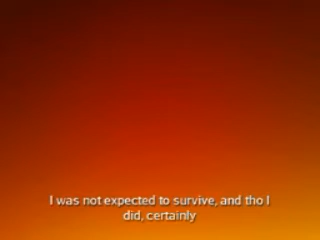 I was not expected to survive, and tho I
did, certainly